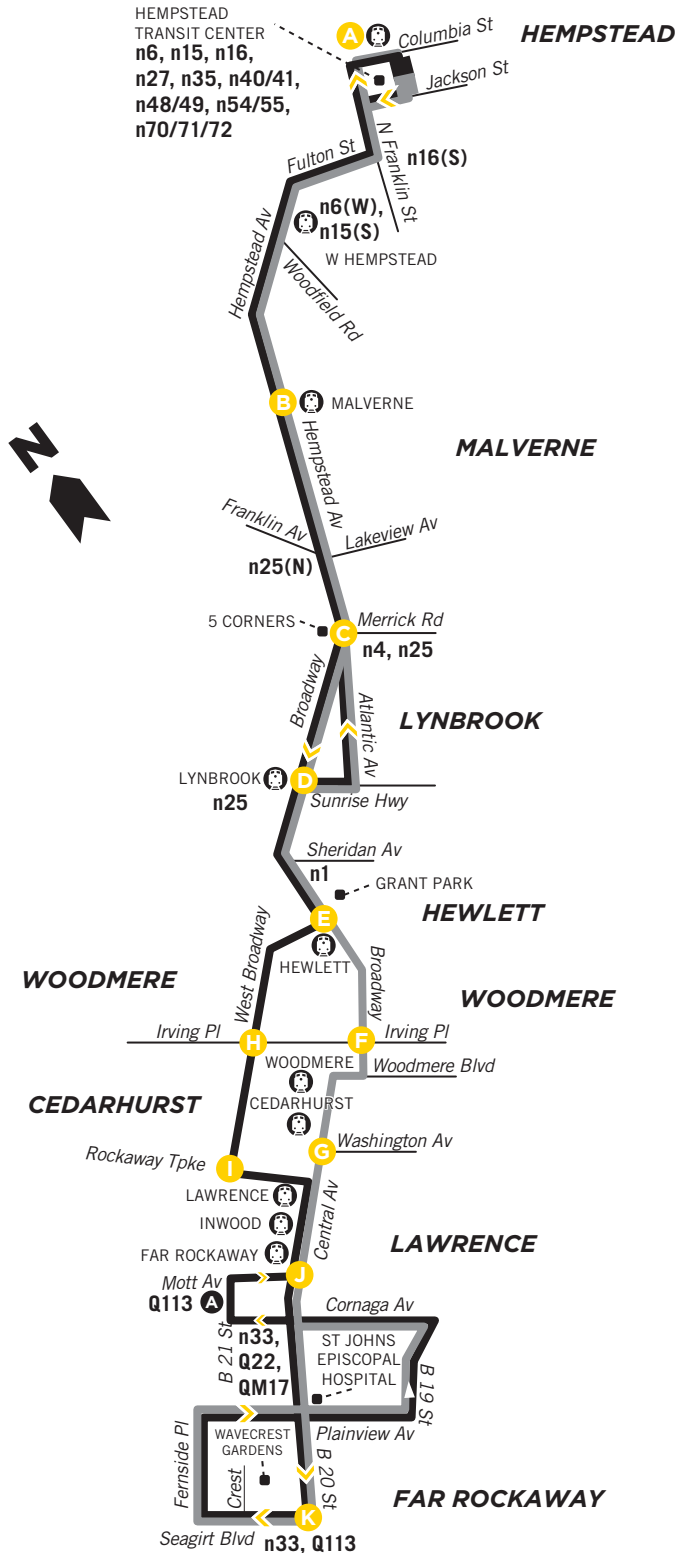 HEMPSTEAD
TRANSIT CENTER
n6, n15, n16,
n27, n35, n40/41,
n48/49, n54/55,
n70/71/72
A
Columbia St
HEMPSTEAD
Jackson St
N Franklin St
n16(S)
Fulton St
n6(W),
n15(S)
W HEMPSTEAD
Hempstead Av
Woodfield Rd
B
MALVERNE
Hempstead Av
MALVERNE
N
Franklin Av
Lakeview Av
n25(N)
5 CORNERS
C
Merrick Rd
n4, n25
Broadway
Atlantic Av
LYNBROOK
LYNBROOK
n25
D
Sunrise Hwy
Sheridan Av
n1
GRANT PARK
E
HEWLETT
HEWLETT
West Broadway
Broadway
WOODMERE
WOODMERE
Irving Pl
H
F
Irving Pl
WOODMERE
Woodmere Blvd
CEDARHURST
CEDARHURST
G
Washington Av
Rockaway Tpke
I
LAWRENCE
INWOOD
Central Av
FAR ROCKAWAY
LAWRENCE
J
Mott Av
Q113
A
B 21 St
Cornaga Av
n33,
Q22,
QM17
ST JOHNS
EPISCOPAL
HOSPITAL
B 19 St
Plainview Av
Fernside Pl
WAVECREST
GARDENS
Crest
B 20 St
FAR ROCKAWAY
K
Seagirt Blvd
n33, Q113